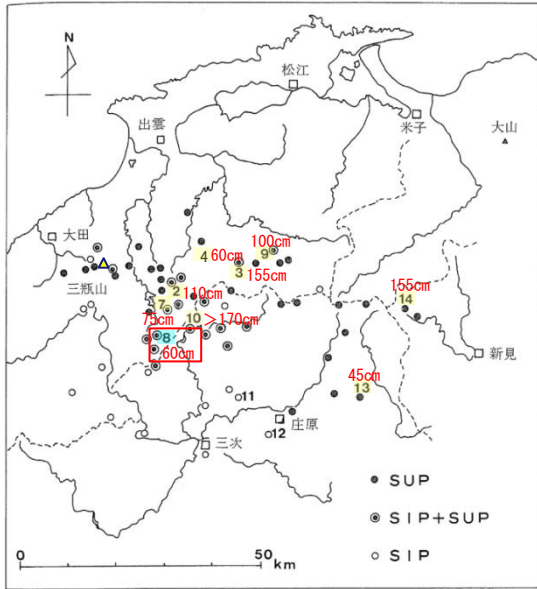 N
松江
出雲
米子
大山
大田
100cm
9
4 60cm
3
155cm
三瓶山
2
110cm
155cm
14
7
75cm
10
>170cm
8
60cm
新見
45cm
13
11
庄原
12
三次
SUP
SIP+SUP
SIP
0 50
km